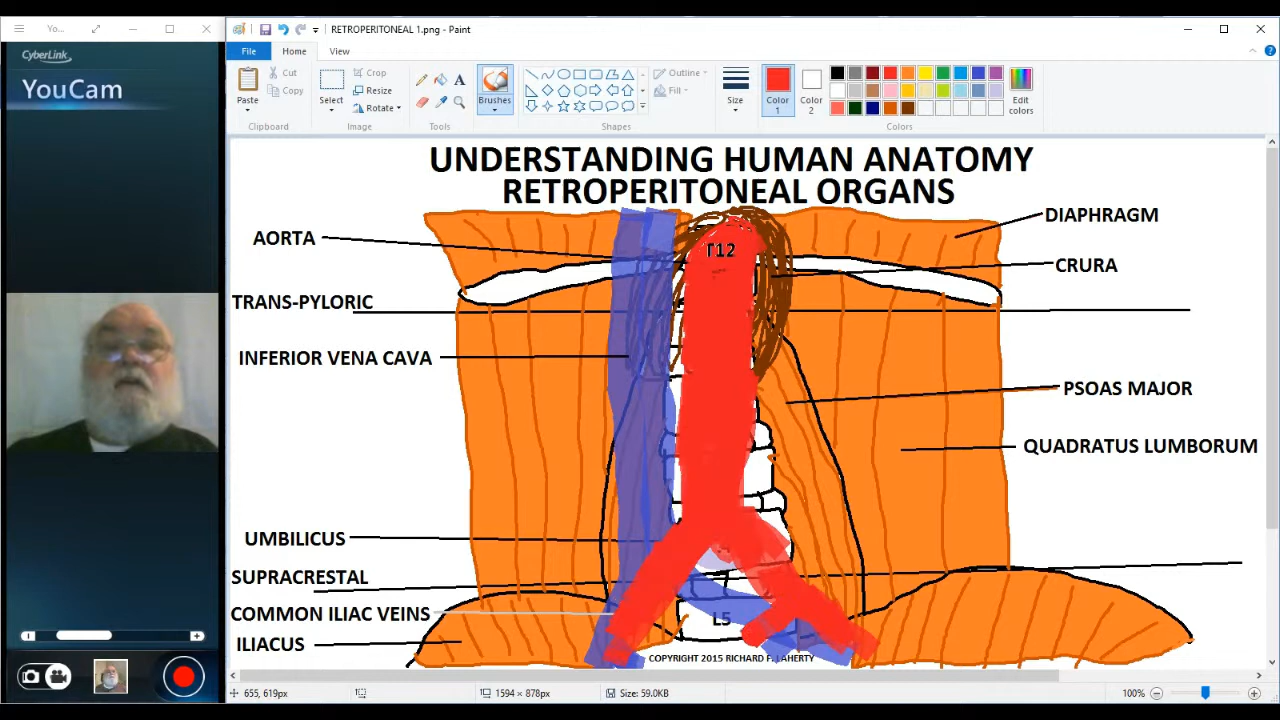 Yo...
CyberLink
YouCam
RETROPERITONEAL 1.png - Paint
File
Home
View
Paste
Cut
Copy
Clipboard
Select
Crop
Resize
Rotate
Image
A
Tools
Brushes
Outline
Fill
Shapes
Size
Color
1
Color
2
Edit
colors
Colors
UNDERSTANDING HUMAN ANATOMY
RETROPERITONEAL ORGANS
DIAPHRAGM
AORTA
T12
CRURA
TRANS-PYLORIC
INFERIOR VENA CAVA
PSOAS MAJOR
QUADRATUS LUMBORUM
UMBILICUS
SUPRACRESTAL
COMMON ILIAC VEINS
L5
ILIACUS
COPYRIGHT 2015 RICHARD F. LAHERTY
655, 619px
1594 × 878px
Size: 59.0KB
100%